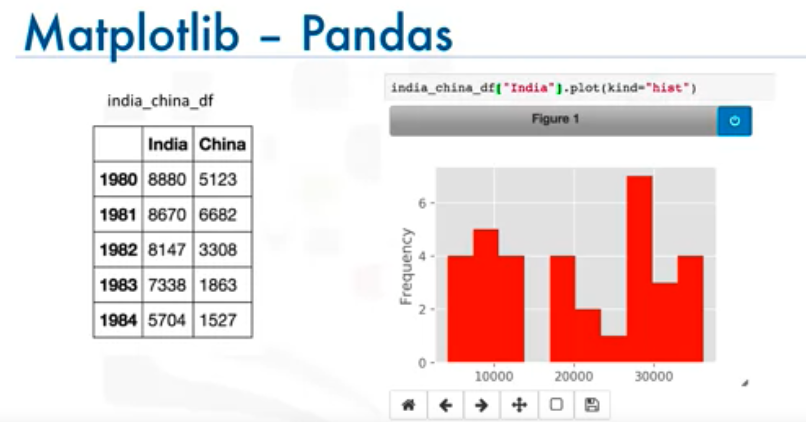 Matplotlib – Pandas
india_china_df
India China
1980 8880 5123
1981 8670 6682
1982 8147 3308
1983 7338 1863
1984 5704 1527
india_china_df["India"].plot(kind="hist")
Figure 1
Frequency
6
4
2
0
10000 20000 30000